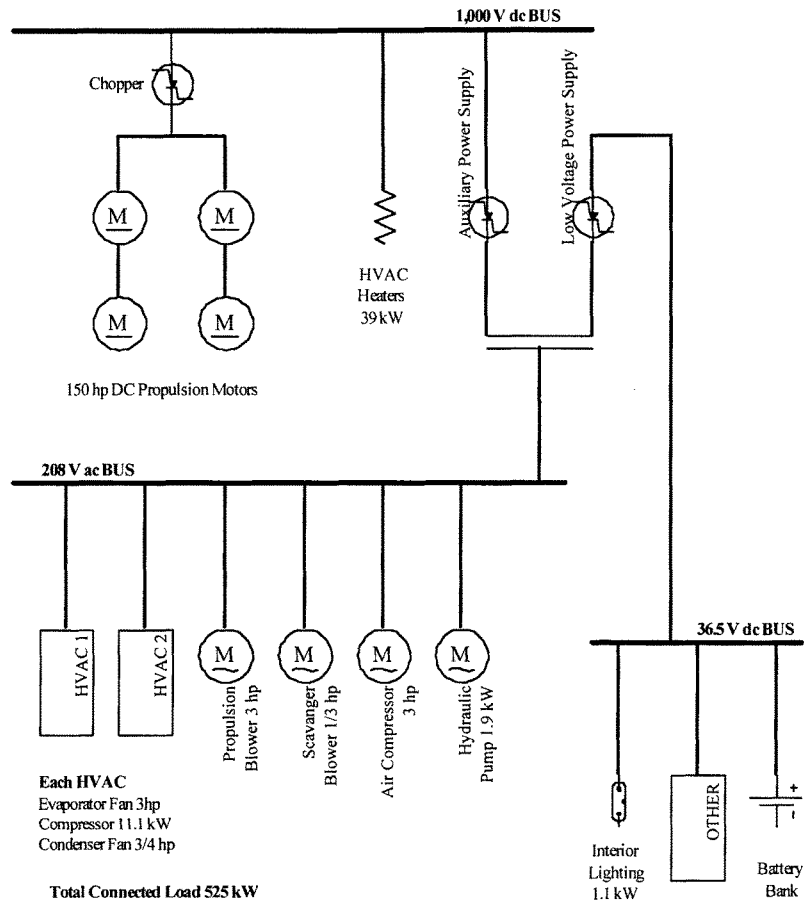 1,000 V dc BUS
Chopper
Auxiliary Power Supply
Low Voltage Power Supply
M
M
M
M
HVAC
Heaters
39 kW
150 hp DC Propulsion Motors
208 V ac BUS
36.5 V dc BUS
HVAC 1
HVAC 2
M
M
M
M
Propulsion
Blower 3 hp
Scavanger
Blower 1/3 hp
Air Compressor
3 hp
Hydraulic
Pump 1.9 kW
Each HVAC
Evaporator Fan 3hp
Compressor 11.1 kW
Condenser Fan 3/4 hp
Total Connected Load 525 kW
Interior
Lighting
1.1 kW
OTHER
+
-
Battery
Bank